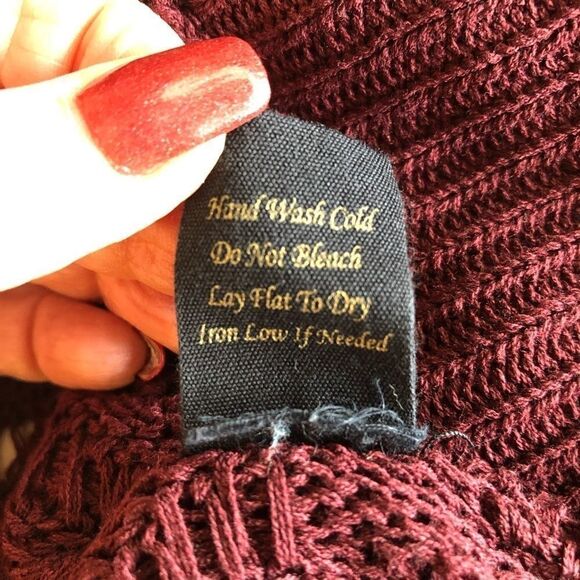 Hand Wash Cold
Do Not Bleach
Lay Flat To Dry
Iron Low If Needed